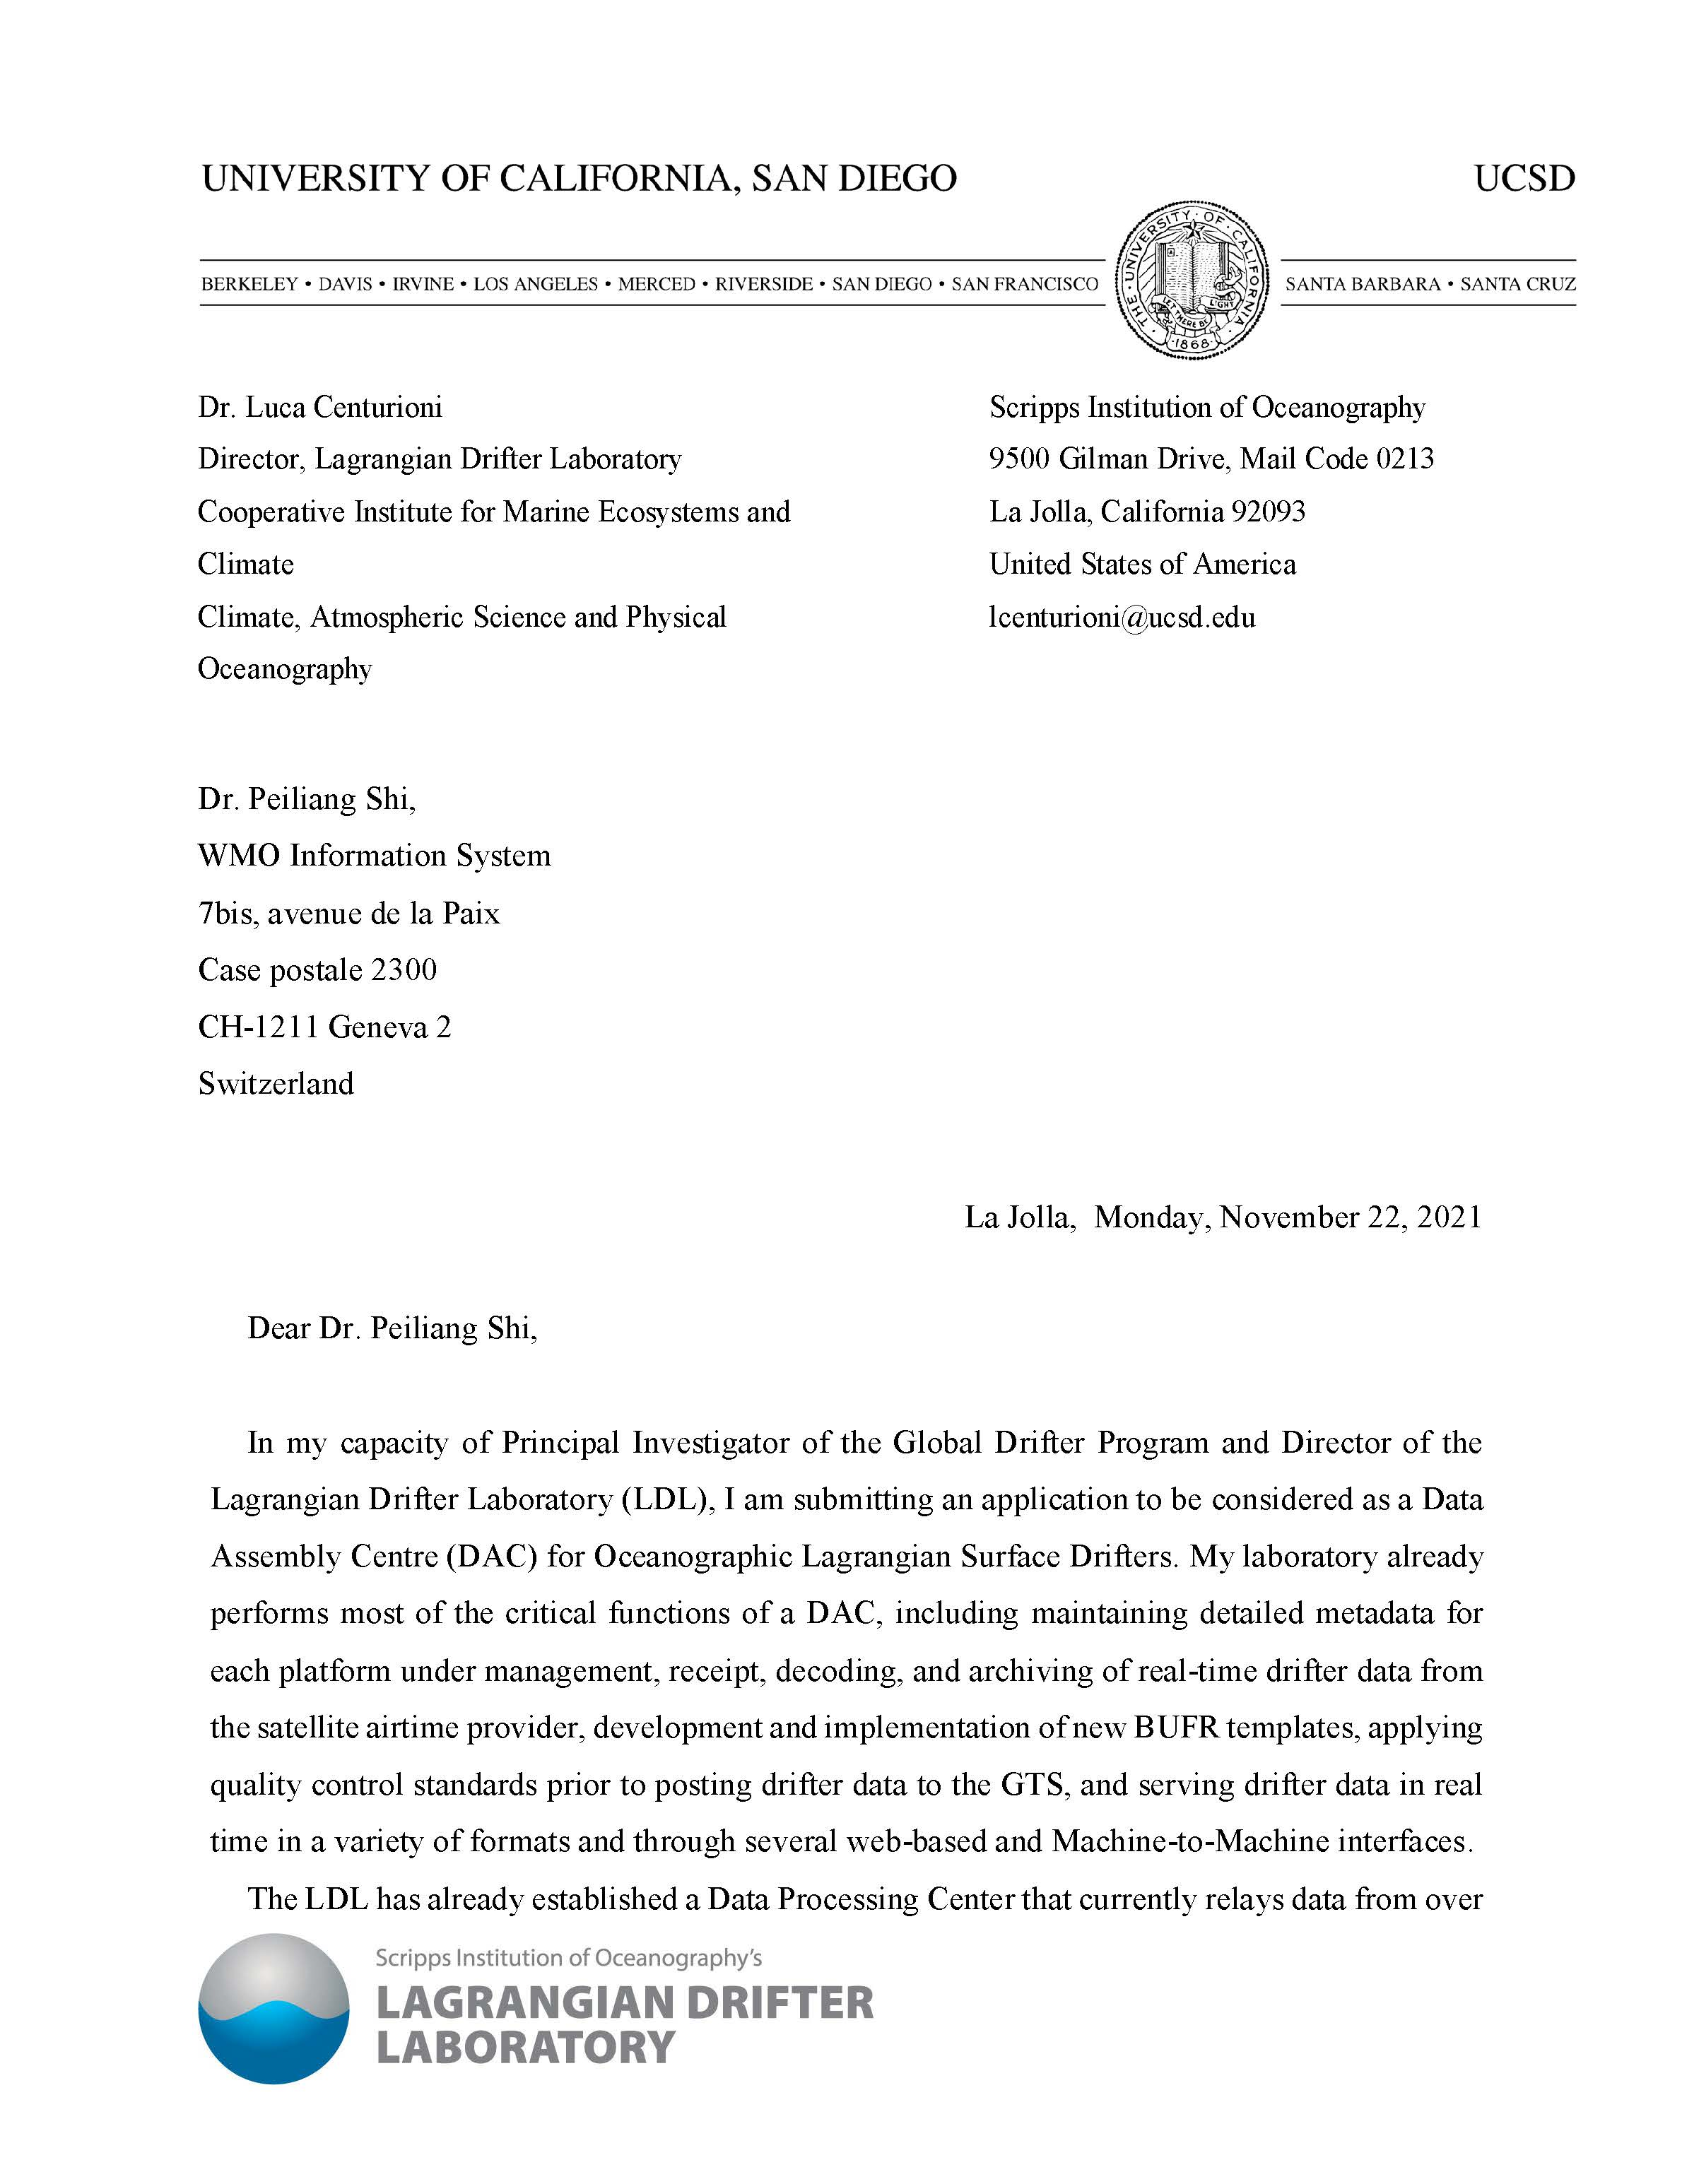 UNIVERSITY OF CALIFORNIA, SAN DIEGO UCSD
BERKELEY • DAVIS • IRVINE • LOS ANGELES • MERCED • RIVERSIDE • SAN DIEGO • SAN FRANCISCO
SANTA BARBARA • SANTA CRUZ
THE UNIVERSITY OF CALIFORNIA
LET THERE BE LIGHT
1868
Dr. Luca Centurioni
Director, Lagrangian Drifter Laboratory
Cooperative Institute for Marine Ecosystems and
Climate
Climate, Atmospheric Science and Physical
Oceanography
Scripps Institution of Oceanography
9500 Gilman Drive, Mail Code 0213
La Jolla, California 92093
United States of America
lcenturioni@ucsd.edu
Dr. Peiliang Shi,
WMO Information System
7bis, avenue de la Paix
Case postale 2300
CH-1211 Geneva 2
Switzerland
La Jolla, Monday, November 22, 2021
Dear Dr. Peiliang Shi,
In my capacity of Principal Investigator of the Global Drifter Program and Director of the
Lagrangian Drifter Laboratory (LDL), I am submitting an application to be considered as a Data
Assembly Centre (DAC) for Oceanographic Lagrangian Surface Drifters. My laboratory already
performs most of the critical functions of a DAC, including maintaining detailed metadata for
each platform under management, receipt, decoding, and archiving of real-time drifter data from
the satellite airtime provider, development and implementation of new BUFR templates, applying
quality control standards prior to posting drifter data to the GTS, and serving drifter data in real
time in a variety of formats and through several web-based and Machine-to-Machine interfaces.
The LDL has already established a Data Processing Center that currently relays data from over
Scripps Institution of Oceanography's
LAGRANGIAN DRIFTER
LABORATORY